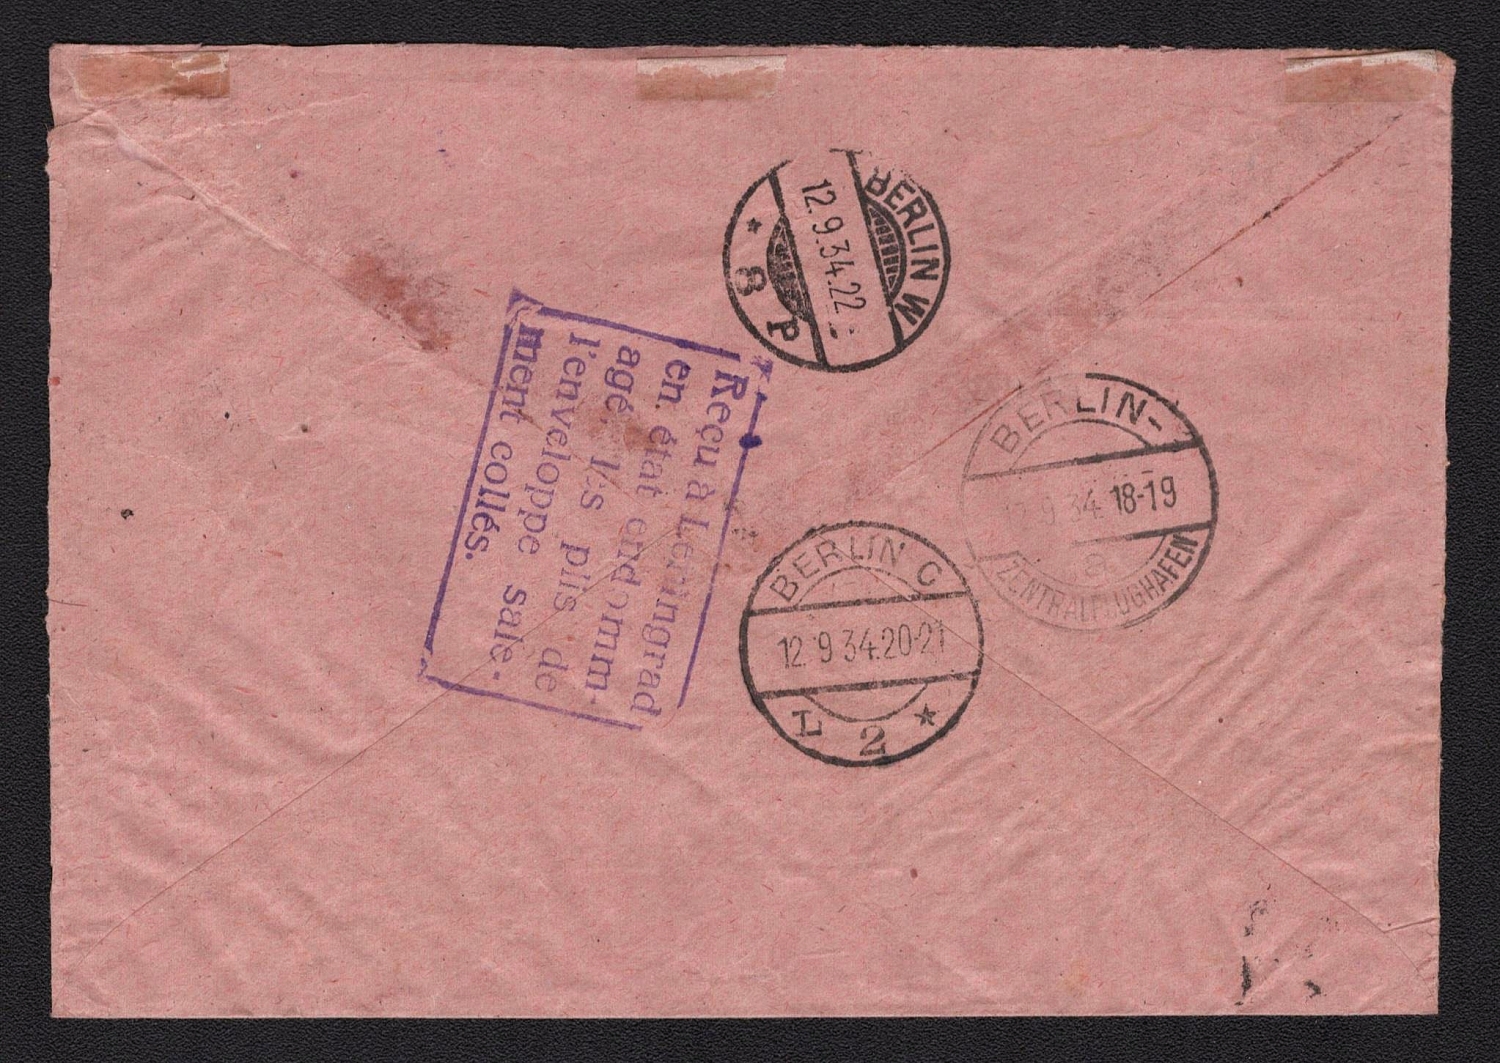 BERLIN W
12.9.34.22
* 8 P
Reçu à Leningrad
en état endomm-
agé. Les plis de
l'enveloppe sale-
ment collés.
BERLIN-
12.9.34. 18-19
a
ZENTRALFLUGHAFEN
BERLIN C
12.9 34.20-21
L 2 *